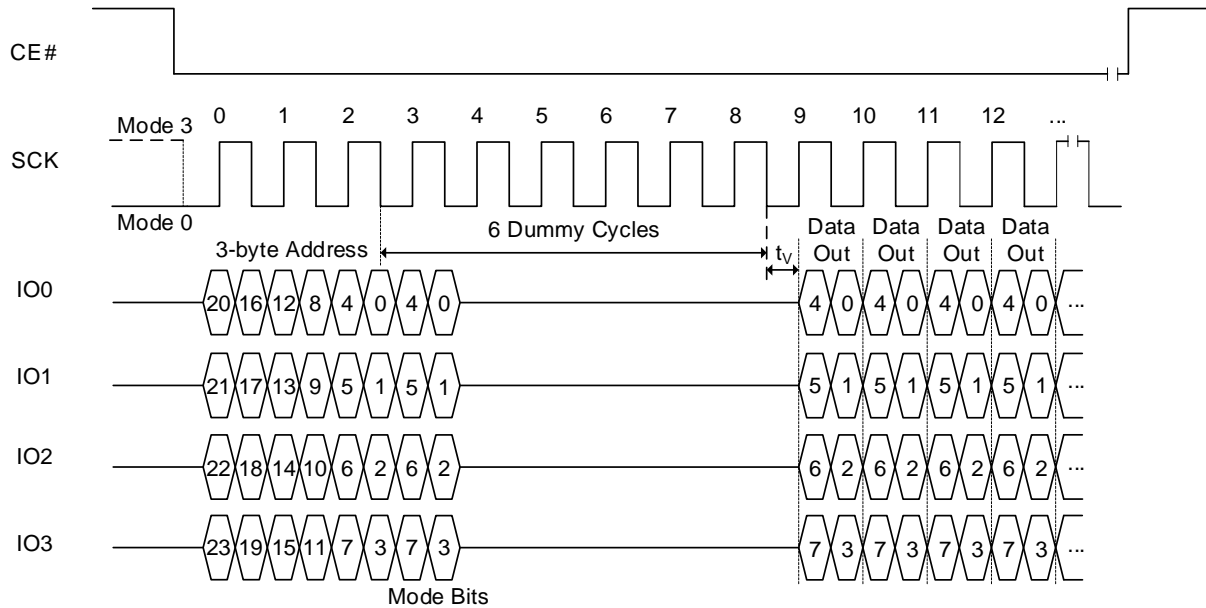 CE#
0 1 2 3 4 5 6 7 8 9 10 11 12 ...
Mode 3
SCK
Mode 0
6 Dummy Cycles
Data Out Data Out Data Out Data Out
3-byte Address
tV
IO0 20 16 12 8 4 0 4 0 4 0 4 0 4 0 4 0 ...
IO1 21 17 13 9 5 1 5 1 5 1 5 1 5 1 5 1 ...
IO2 22 18 14 10 6 2 6 2 6 2 6 2 6 2 6 2 ...
IO3 23 19 15 11 7 3 7 3 7 3 7 3 7 3 7 3 ...
Mode Bits